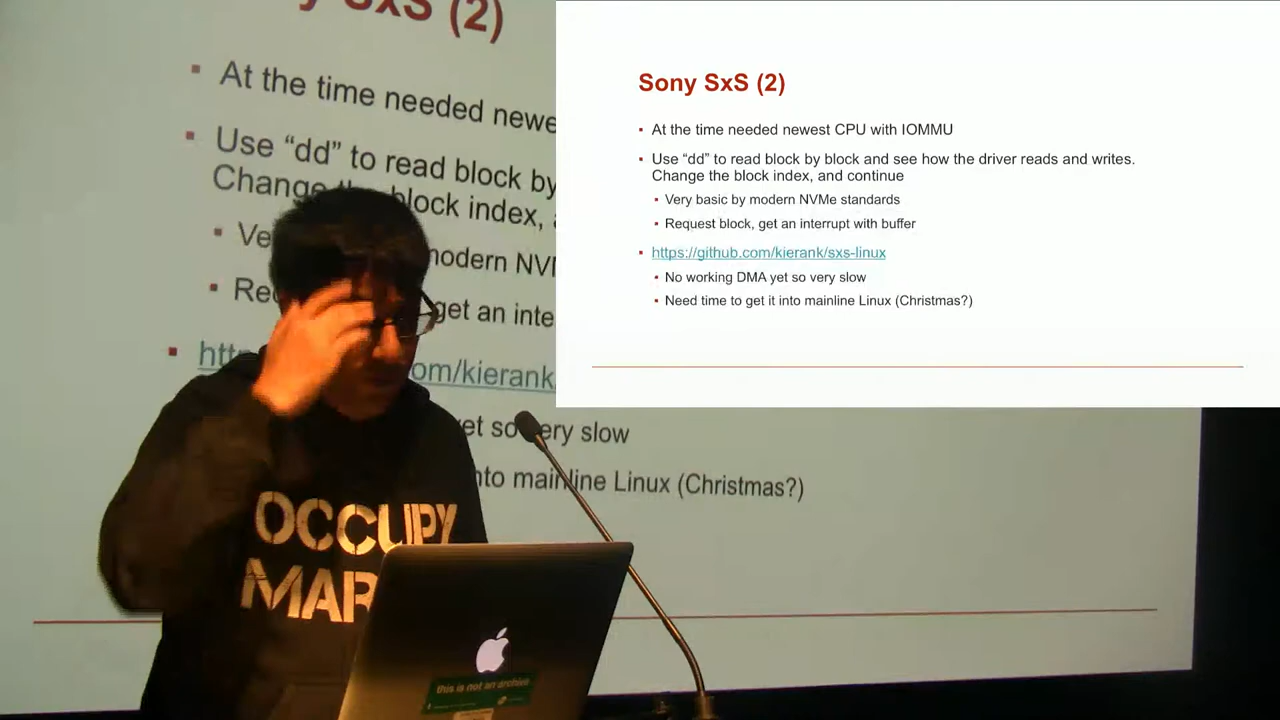 Sony SxS (2)
At the time needed newest CPU with IOMMU
Use “dd” to read block by block and see how the driver reads and writes.
Change the block index, and continue
Very basic by modern NVMe standards
Request block, get an interrupt with buffer
https://github.com/kierank/sxs-linux
No working DMA yet so very slow
Need time to get it into mainline Linux (Christmas?)
SxS (2)
At the time needed newe
Use “dd” to read block by
Change the block index,
modern NV
get an inte
om/kierank
yet so very slow
nto mainline Linux (Christmas?)
OCCUPY
MAR
this is not an archive